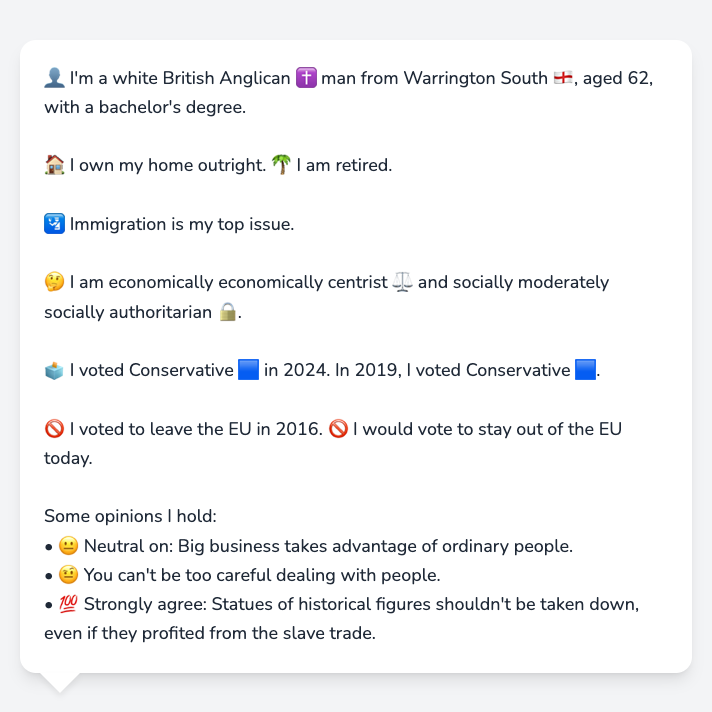 👤 I'm a white British Anglican ✝️ man from Warrington South 🏴󠁧󠁢󠁥󠁮󠁧󠁿, aged 62,
with a bachelor's degree.
🏠 I own my home outright. 🌴 I am retired.
🛂 Immigration is my top issue.
🤔 I am economically economically centrist ⚖️ and socially moderately
socially authoritarian 🔒.
🗳️ I voted Conservative 🟦 in 2024. In 2019, I voted Conservative 🟦.
🚫 I voted to leave the EU in 2016. 🚫 I would vote to stay out of the EU
today.
Some opinions I hold:
• 😐 Neutral on: Big business takes advantage of ordinary people.
• 🤨 You can't be too careful dealing with people.
• 💯 Strongly agree: Statues of historical figures shouldn't be taken down,
even if they profited from the slave trade.